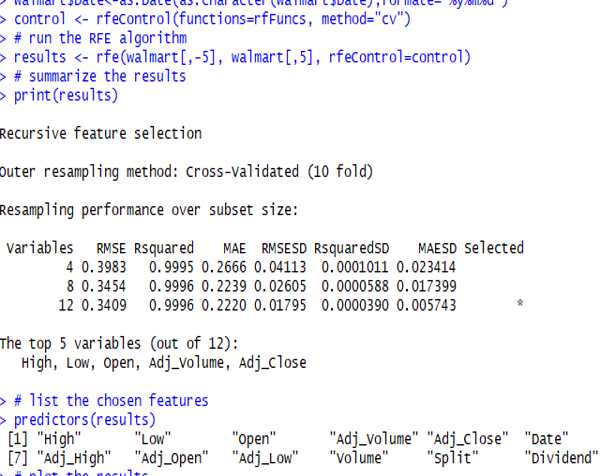 > walmart$Date<-as.Date(as.character(walmart$Date),format="%y%m%d")
> control <- rfeControl(functions=rfFuncs, method="cv")
> # run the RFE algorithm
> results <- rfe(walmart[,-5], walmart[,5], rfeControl=control)
> # summarize the results
> print(results)
Recursive feature selection
Outer resampling method: Cross-Validated (10 fold)
Resampling performance over subset size:
Variables RMSE Rsquared MAE RMSESD RsquaredSD MAESD Selected
4 0.3983 0.9995 0.2666 0.04113 0.0001011 0.023414
8 0.3454 0.9996 0.2239 0.02605 0.0000588 0.017399
12 0.3409 0.9996 0.2220 0.01795 0.0000390 0.005743 *
The top 5 variables (out of 12):
High, Low, Open, Adj_Volume, Adj_Close
> # list the chosen features
> predictors(results)
[1] "High" "Low" "Open" "Adj_Volume" "Adj_Close" "Date"
[7] "Adj_High" "Adj_Open" "Adj_Low" "Volume" "Split" "Dividend"
> # plot the results